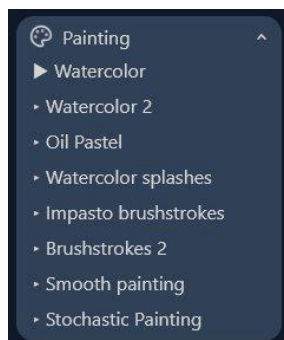 Painting
Watercolor
Watercolor 2
Oil Pastel
Watercolor splashes
Impasto brushstrokes
Brushstrokes 2
Smooth painting
Stochastic Painting